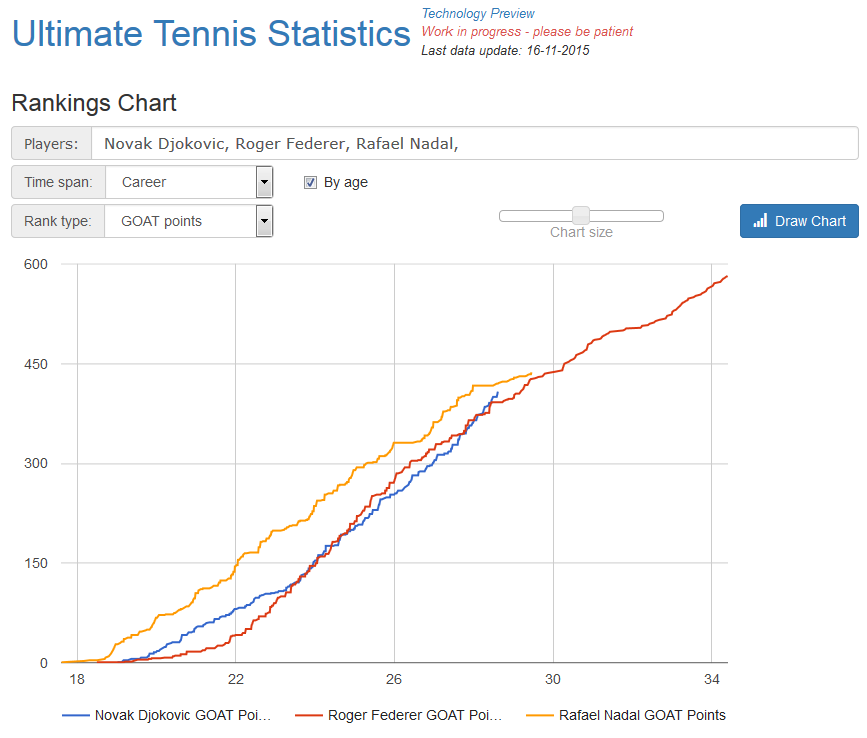 Ultimate Tennis Statistics
Technology Preview
Work in progress - please be patient
Last data update: 16-11-2015
Rankings Chart
Players: Novak Djokovic, Roger Federer, Rafael Nadal,
Time span: Career By age
Rank type: GOAT points Chart size Draw Chart
600
450
300
150
0
18 22 26 30 34
Novak Djokovic GOAT Poi... Roger Federer GOAT Poi... Rafael Nadal GOAT Points